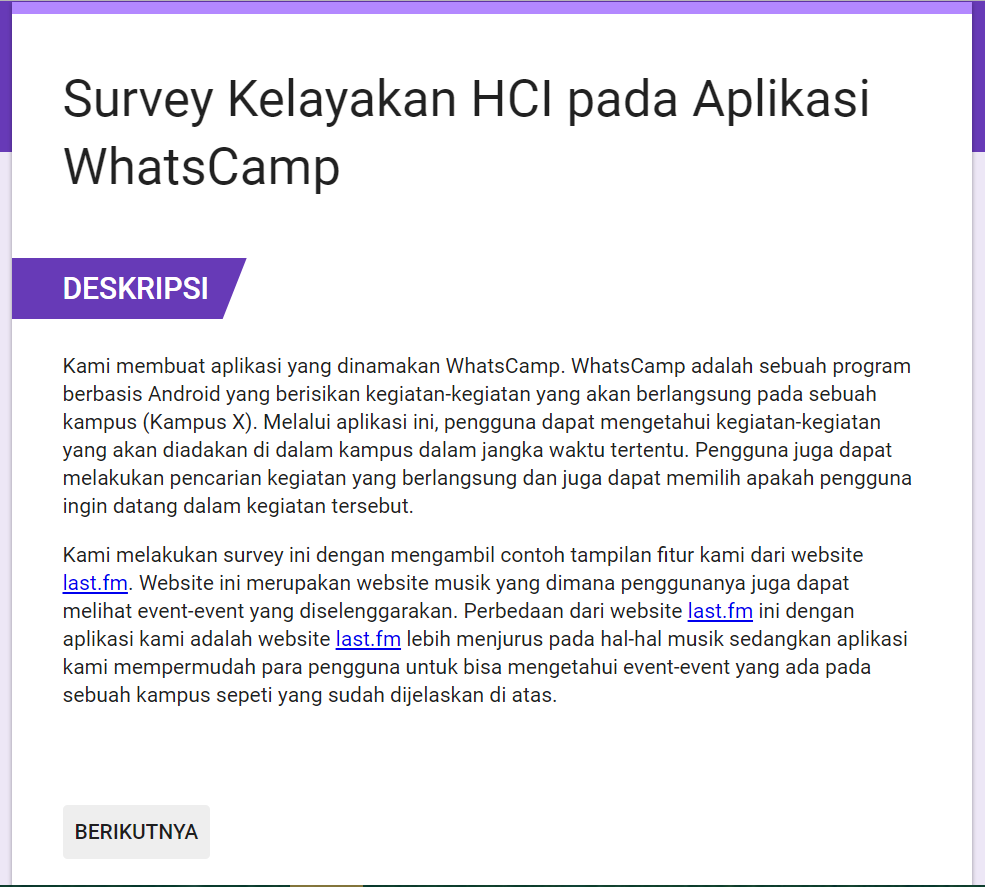 Survey Kelayakan HCI pada Aplikasi
WhatsCamp
DESKRIPSI
Kami membuat aplikasi yang dinamakan WhatsCamp. WhatsCamp adalah sebuah program
berbasis Android yang berisikan kegiatan-kegiatan yang akan berlangsung pada sebuah
kampus (Kampus X). Melalui aplikasi ini, pengguna dapat mengetahui kegiatan-kegiatan
yang akan diadakan di dalam kampus dalam jangka waktu tertentu. Pengguna juga dapat
melakukan pencarian kegiatan yang berlangsung dan juga dapat memilih apakah pengguna
ingin datang dalam kegiatan tersebut.
Kami melakukan survey ini dengan mengambil contoh tampilan fitur kami dari website
last.fm. Website ini merupakan website musik yang dimana penggunanya juga dapat
melihat event-event yang diselenggarakan. Perbedaan dari website last.fm ini dengan
aplikasi kami adalah website last.fm lebih menjurus pada hal-hal musik sedangkan aplikasi
kami mempermudah para pengguna untuk bisa mengetahui event-event yang ada pada
sebuah kampus sepeti yang sudah dijelaskan di atas.
BERIKUTNYA